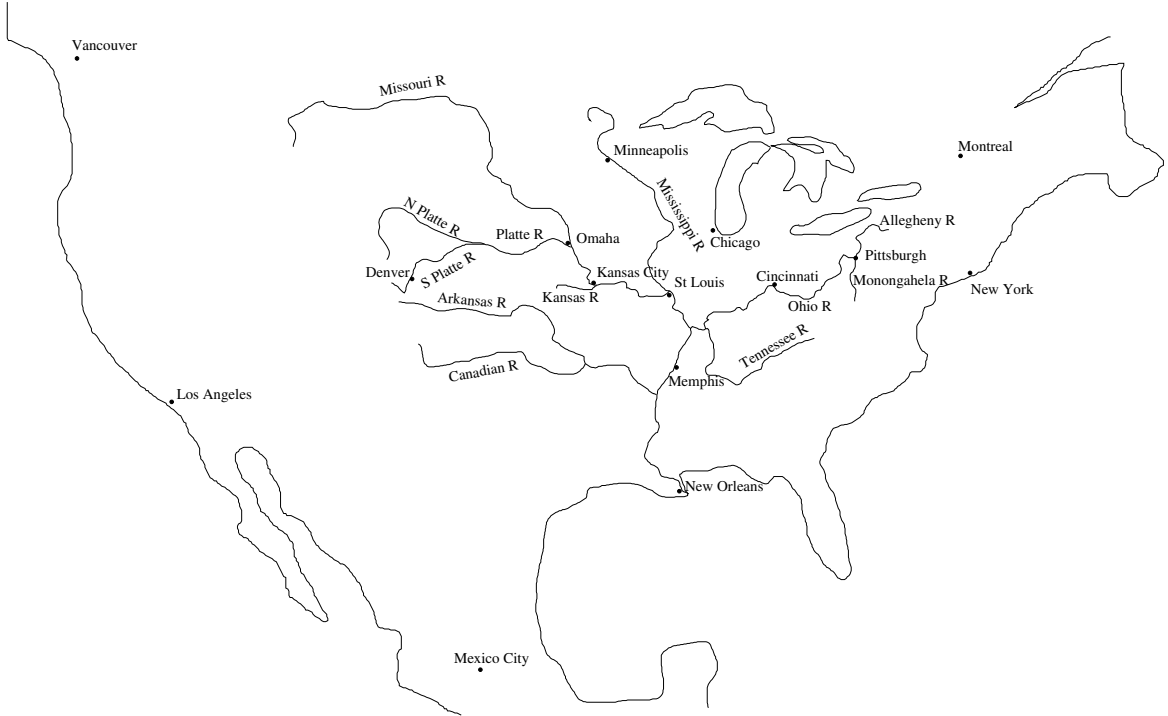 Vancouver
Missouri R
Minneapolis
Montreal
Mississippi R
N Platte R
Platte R
Omaha
Chicago
Allegheny R
Pittsburgh
Denver
S Platte R
Kansas City
Kansas R
St Louis
Cincinnati
Ohio R
Monongahela R
New York
Arkansas R
Canadian R
Tennessee R
Memphis
Los Angeles
New Orleans
Mexico City